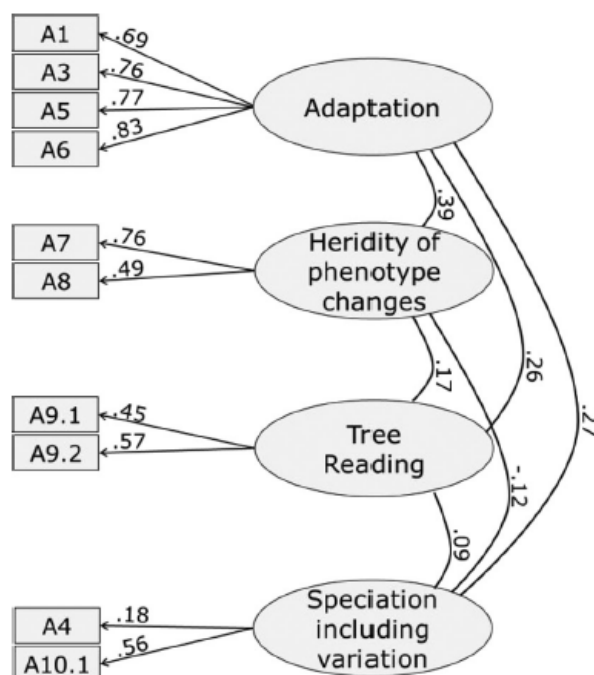 A1
.69
A3
.76
A5
.77
A6
.83
Adaptation
.39
A7
.76
A8
.49
Heridity of
phenotype
changes
.17
.26
.27
A9.1
.45
A9.2
.57
Tree
Reading
-.12
.09
A4
.18
A10.1
.56
Speciation
including
variation